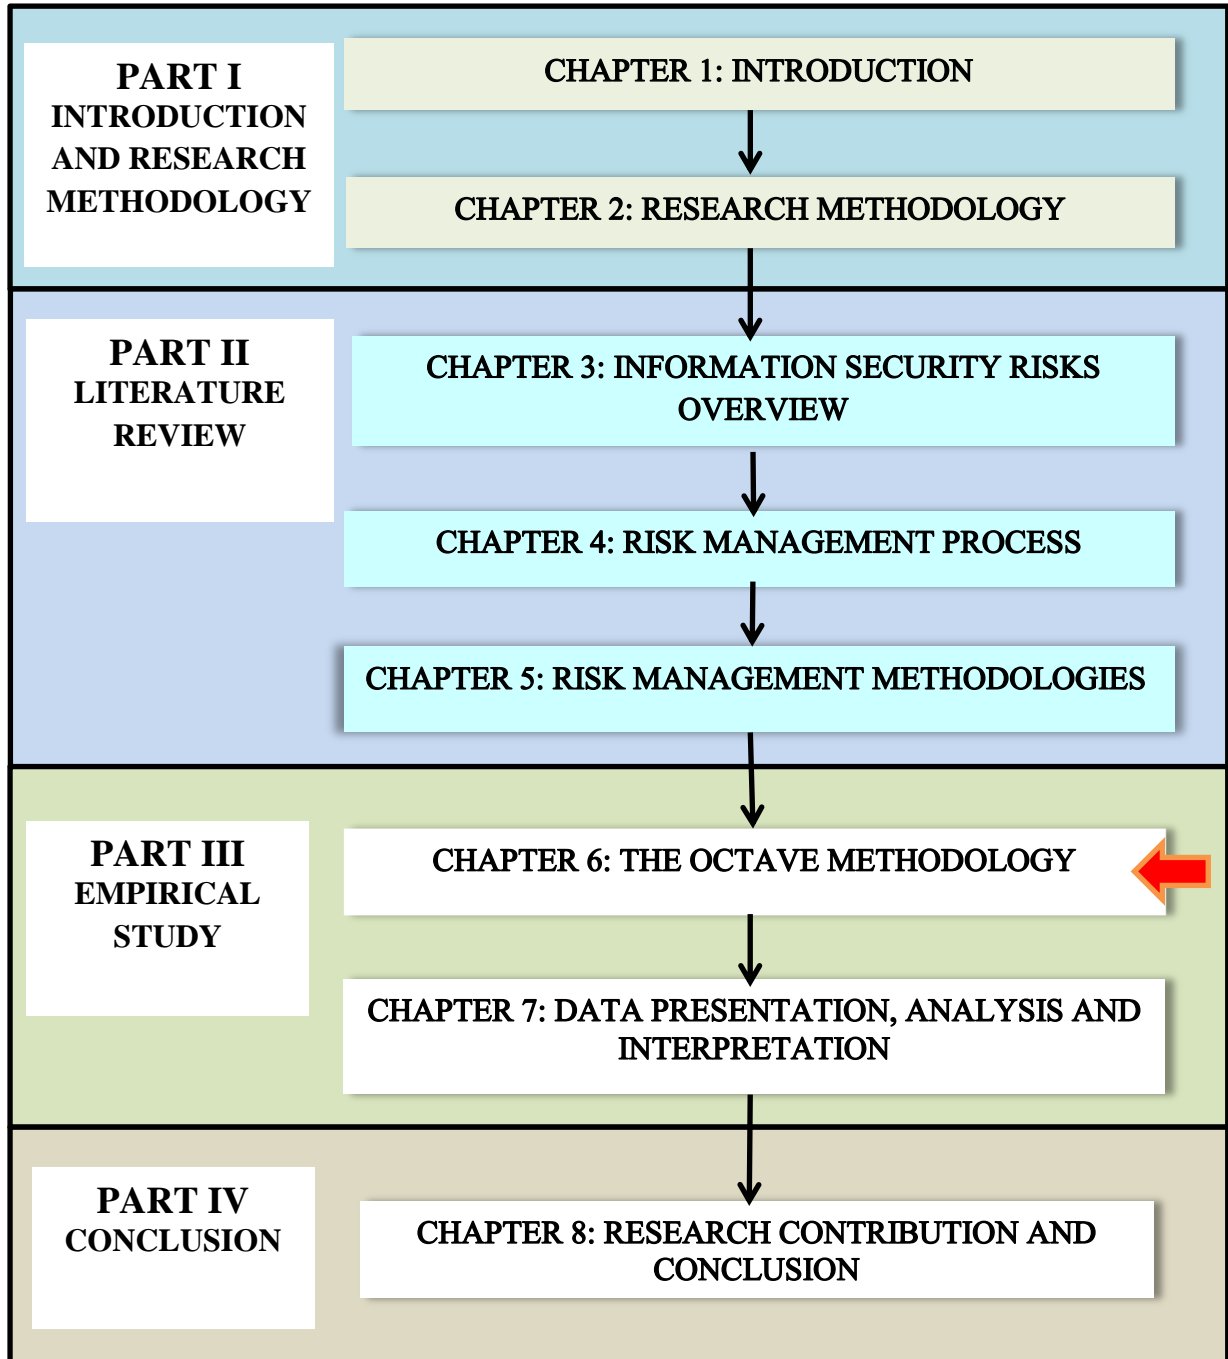 PART I
INTRODUCTION
AND RESEARCH
METHODOLOGY
CHAPTER 1: INTRODUCTION
CHAPTER 2: RESEARCH METHODOLOGY
PART II
LITERATURE
REVIEW
CHAPTER 3: INFORMATION SECURITY RISKS
OVERVIEW
CHAPTER 4: RISK MANAGEMENT PROCESS
CHAPTER 5: RISK MANAGEMENT METHODOLOGIES
PART III
EMPIRICAL
STUDY
CHAPTER 6: THE OCTAVE METHODOLOGY
CHAPTER 7: DATA PRESENTATION, ANALYSIS AND
INTERPRETATION
PART IV
CONCLUSION
CHAPTER 8: RESEARCH CONTRIBUTION AND
CONCLUSION